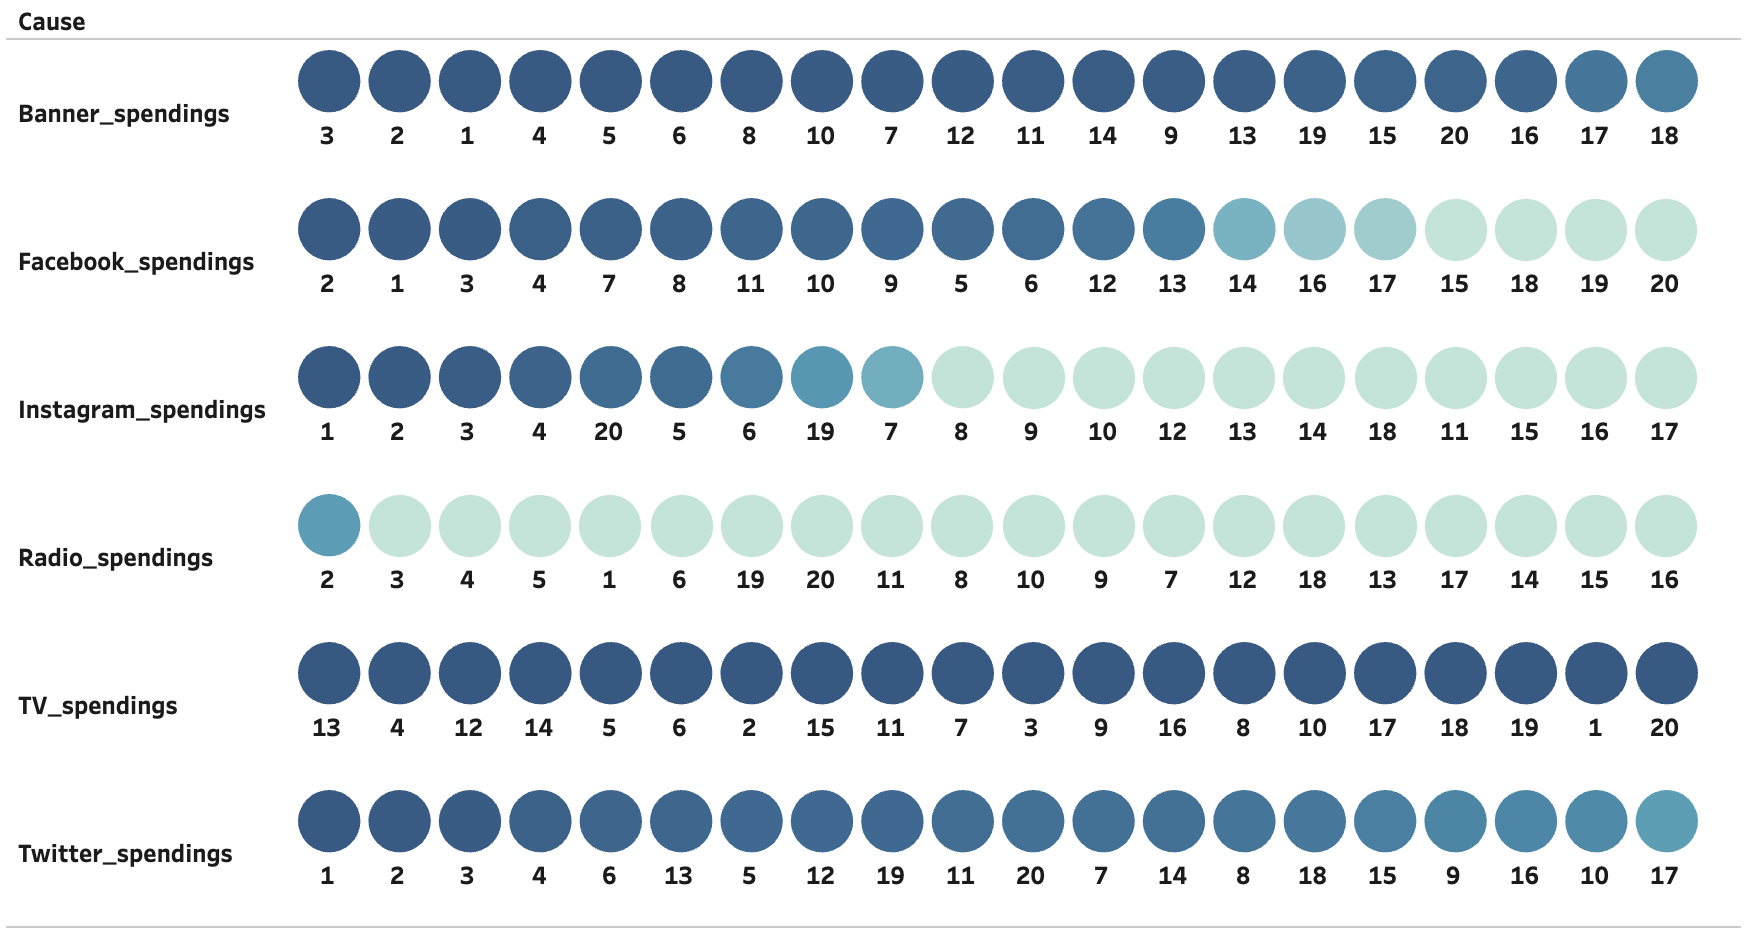 Cause
Banner_spendings
3 2 1 4 5 6 8 10 7 12 11 14 9 13 19 15 20 16 17 18
Facebook_spendings
2 1 3 4 7 8 11 10 9 5 6 12 13 14 16 17 15 18 19 20
Instagram_spendings
1 2 3 4 20 5 6 19 7 8 9 10 12 13 14 18 11 15 16 17
Radio_spendings
2 3 4 5 1 6 19 20 11 8 10 9 7 12 18 13 17 14 15 16
TV_spendings
13 4 12 14 5 6 2 15 11 7 3 9 16 8 10 17 18 19 1 20
Twitter_spendings
1 2 3 4 6 13 5 12 19 11 20 7 14 8 18 15 9 16 10 17